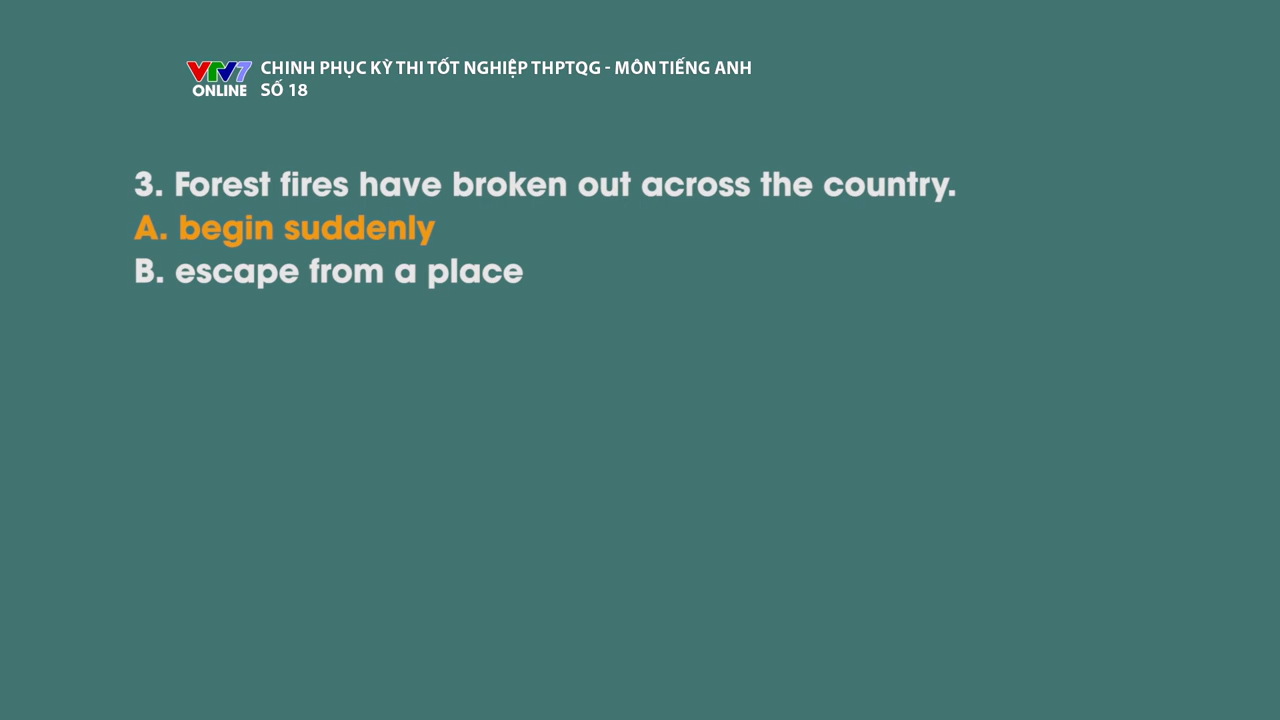 VTV7
ONLINE
CHINH PHỤC KỲ THI TỐT NGHIỆP THPTQG - MÔN TIẾNG ANH
SỐ 18
3. Forest fires have broken out across the country.
A. begin suddenly
B. escape from a place